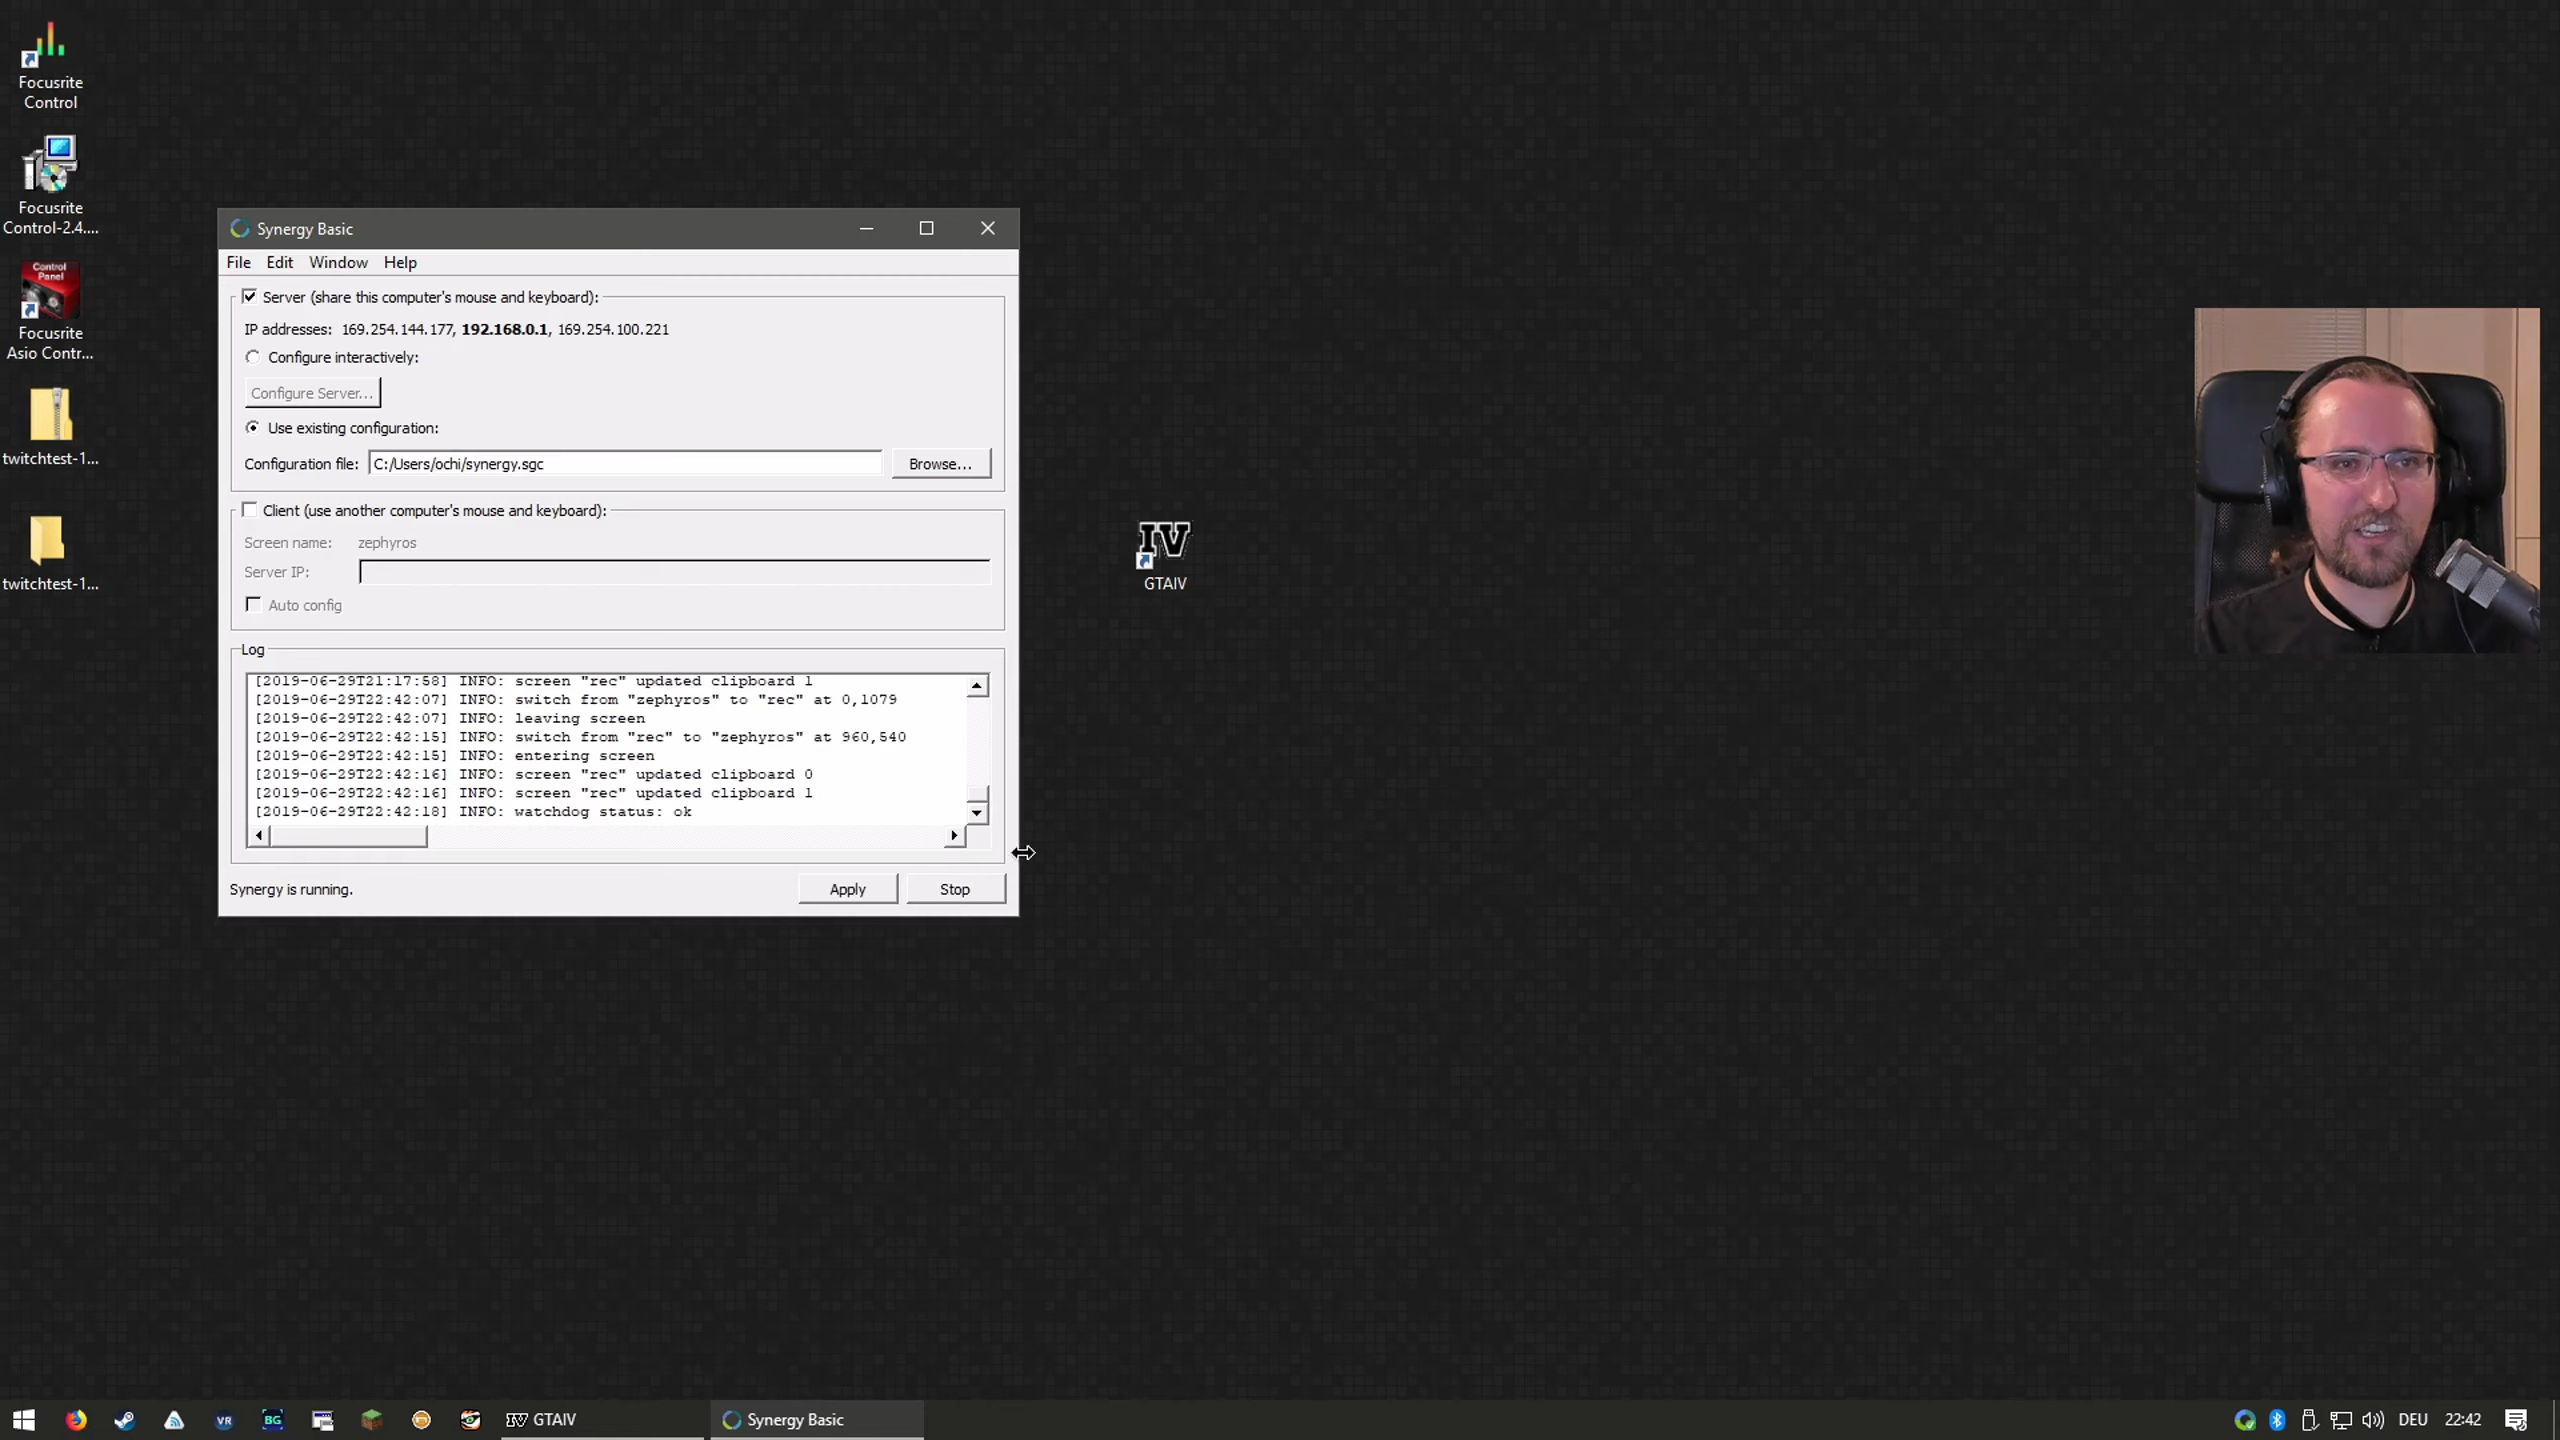 Focusrite
Control
Focusrite
Control-2.4....
Control
Panel
Focusrite
Asio Contr...
twitchtest-1...
twitchtest-1...
Synergy Basic
File Edit Window Help
Server (share this computer's mouse and keyboard):
IP addresses: 169.254.144.177, 192.168.0.1, 169.254.100.221
Configure interactively:
Configure Server...
Use existing configuration:
Configuration file: C:/Users/ochi/synergy.sgc Browse...
Client (use another computer's mouse and keyboard):
Screen name: zephyros
Server IP:
Auto config
Log
[2019-06-29T21:17:58] INFO: screen "rec" updated clipboard 1
[2019-06-29T22:42:07] INFO: switch from "zephyros" to "rec" at 0,1079
[2019-06-29T22:42:07] INFO: leaving screen
[2019-06-29T22:42:15] INFO: switch from "rec" to "zephyros" at 960,540
[2019-06-29T22:42:15] INFO: entering screen
[2019-06-29T22:42:16] INFO: screen "rec" updated clipboard 0
[2019-06-29T22:42:16] INFO: screen "rec" updated clipboard 1
[2019-06-29T22:42:18] INFO: watchdog status: ok
Synergy is running. Apply Stop
IV
GTAIV
VR BG IV GTAIV Synergy Basic DEU 22:42